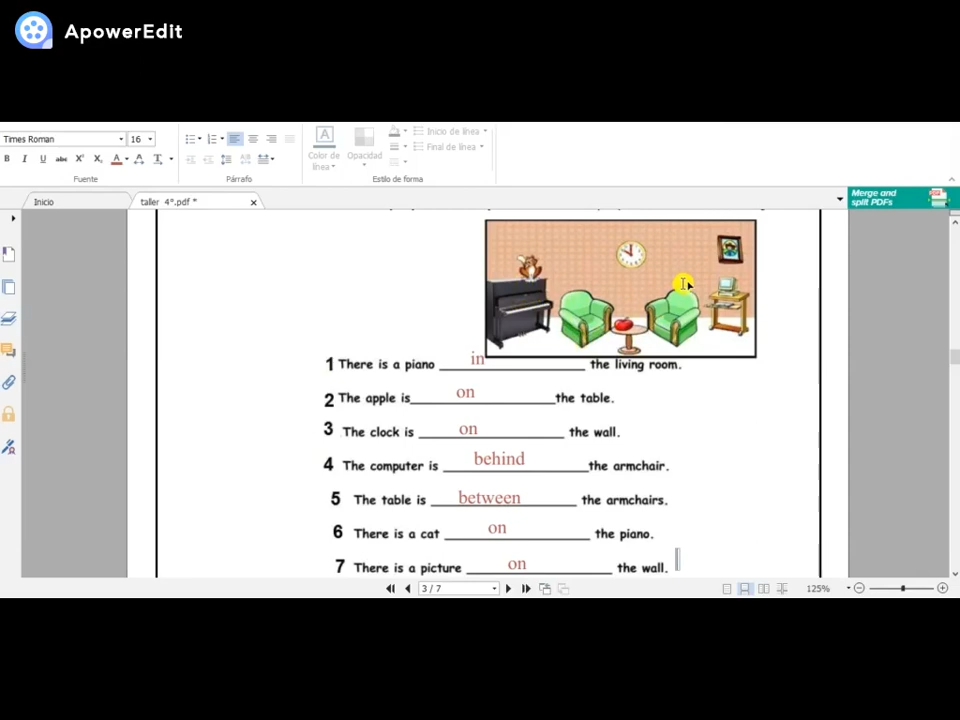 ApowerEdit
Times Roman 16
B I U abc X² X₂ A A T
Fuente
Párrafo
Color de línea
Opacidad
Inicio de línea
Final de línea
Estilo de forma
Inicio
taller 4°.pdf *
Merge and split PDFs
1 There is a piano in the living room.
2 The apple is on the table.
3 The clock is on the wall.
4 The computer is behind the armchair.
5 The table is between the armchairs.
6 There is a cat on the piano.
7 There is a picture on the wall.
3 / 7
125%